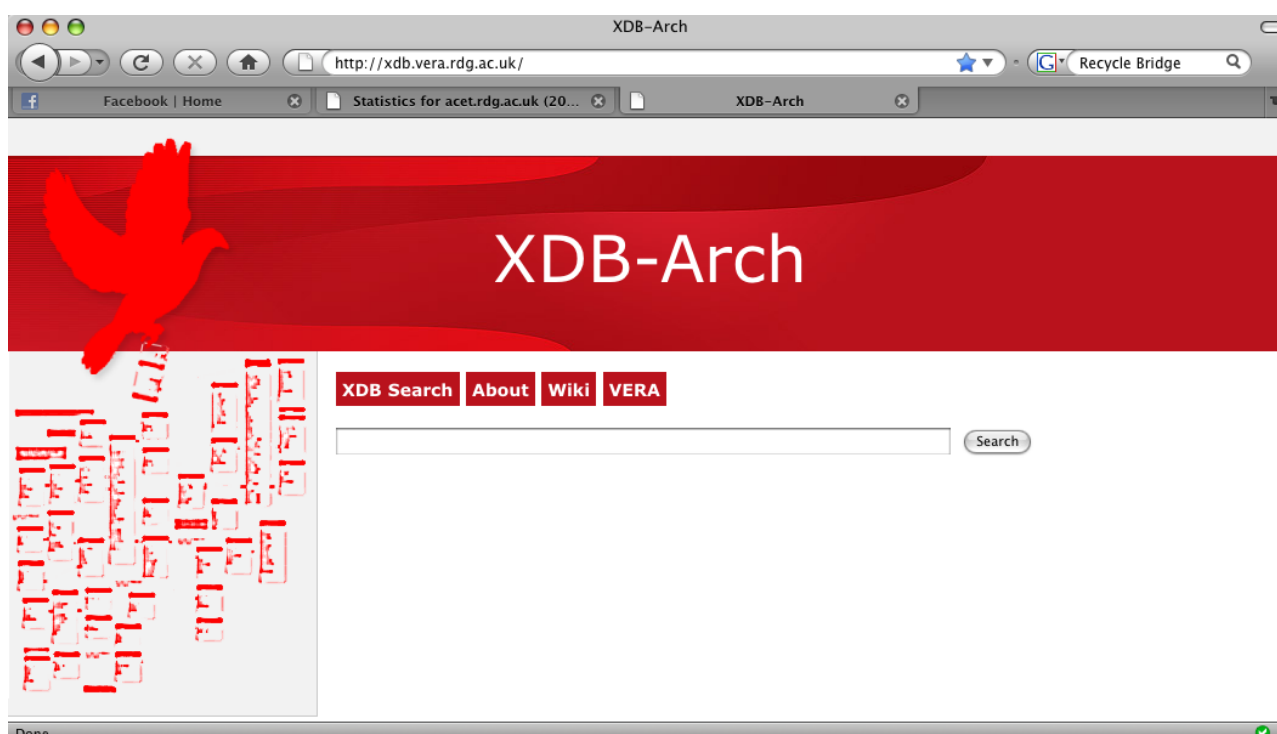 XDB-Arch
http://xdb.vera.rdg.ac.uk/
Recycle Bridge
Facebook | Home
Statistics for acet.rdg.ac.uk (20...
XDB-Arch
XDB-Arch
XDB Search About Wiki VERA
Search
Done